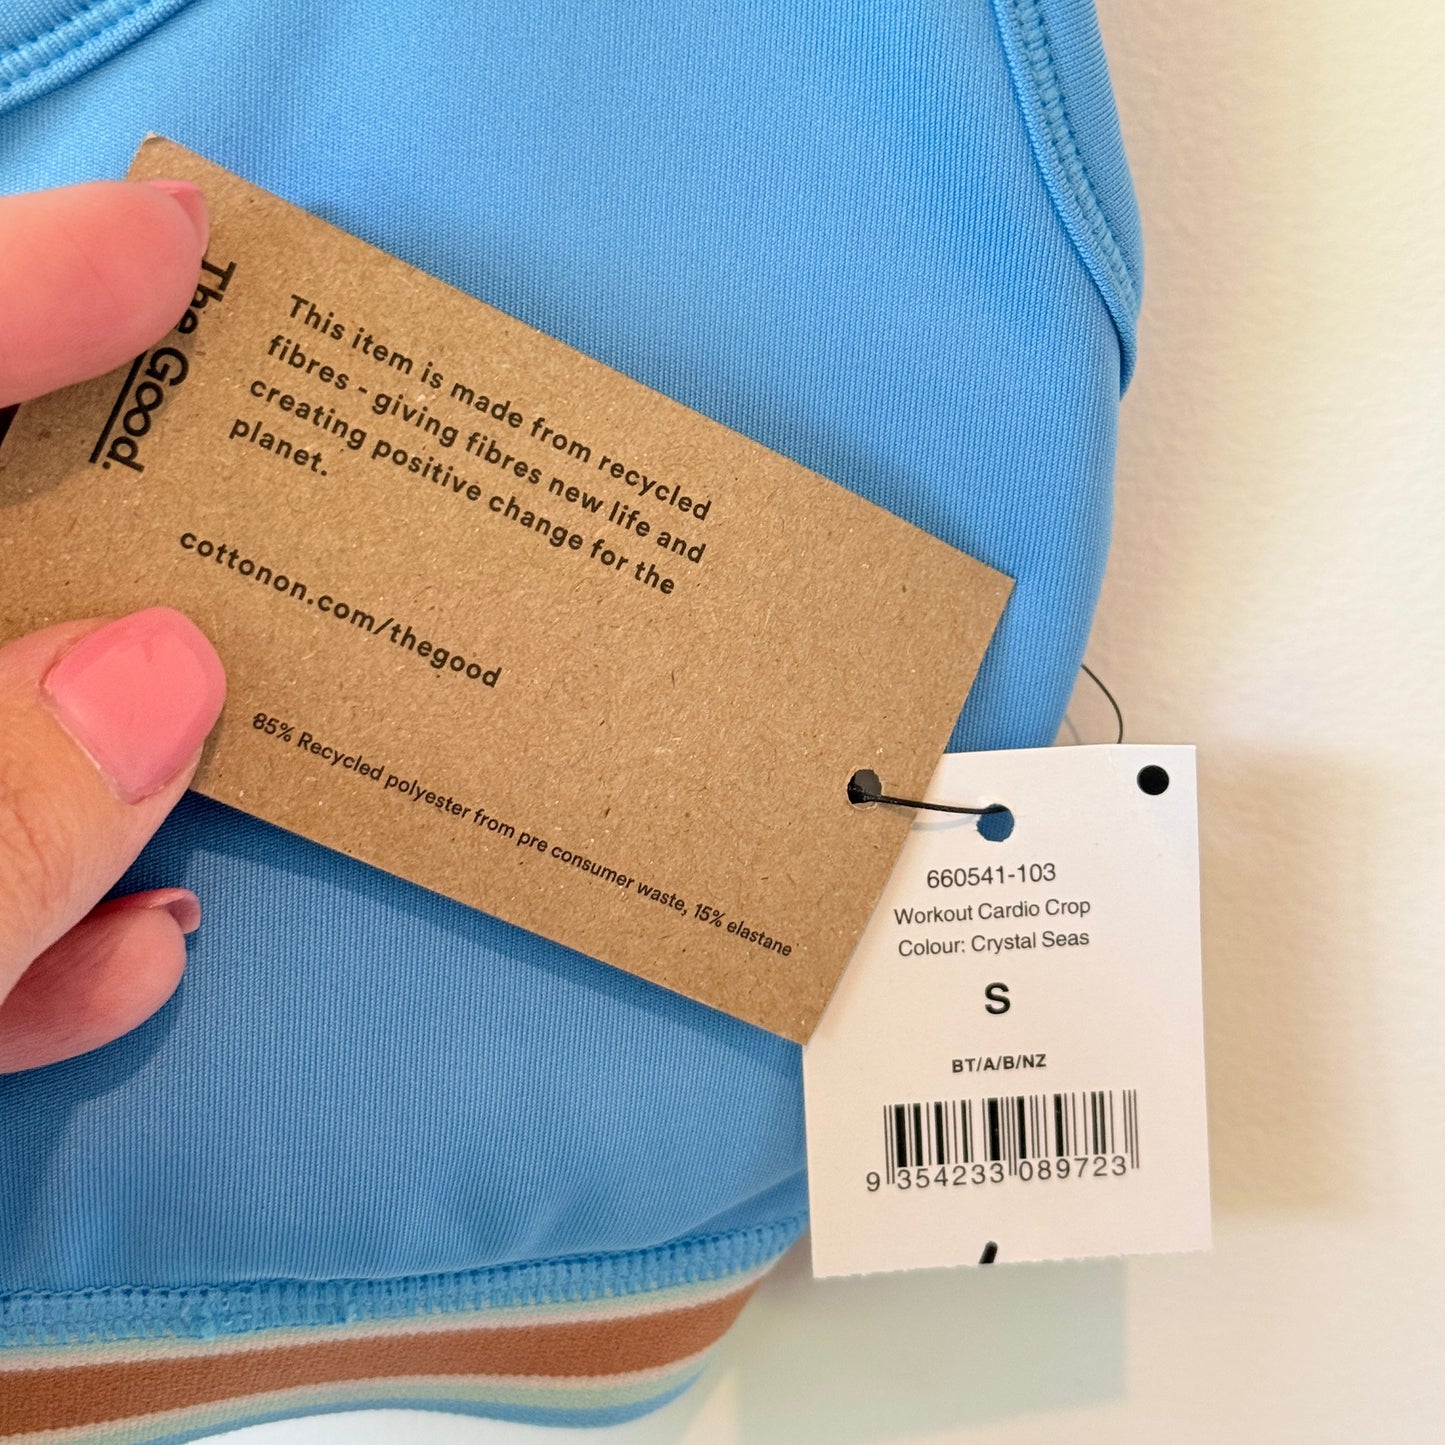 The Good.
This item is made from recycled
fibres - giving fibres new life and
creating positive change for the
planet.
cottonon.com/thegood
85% Recycled polyester from pre consumer waste, 15% elastane
660541-103
Workout Cardio Crop
Colour: Crystal Seas
S
BT/A/B/NZ
9 354233 089723